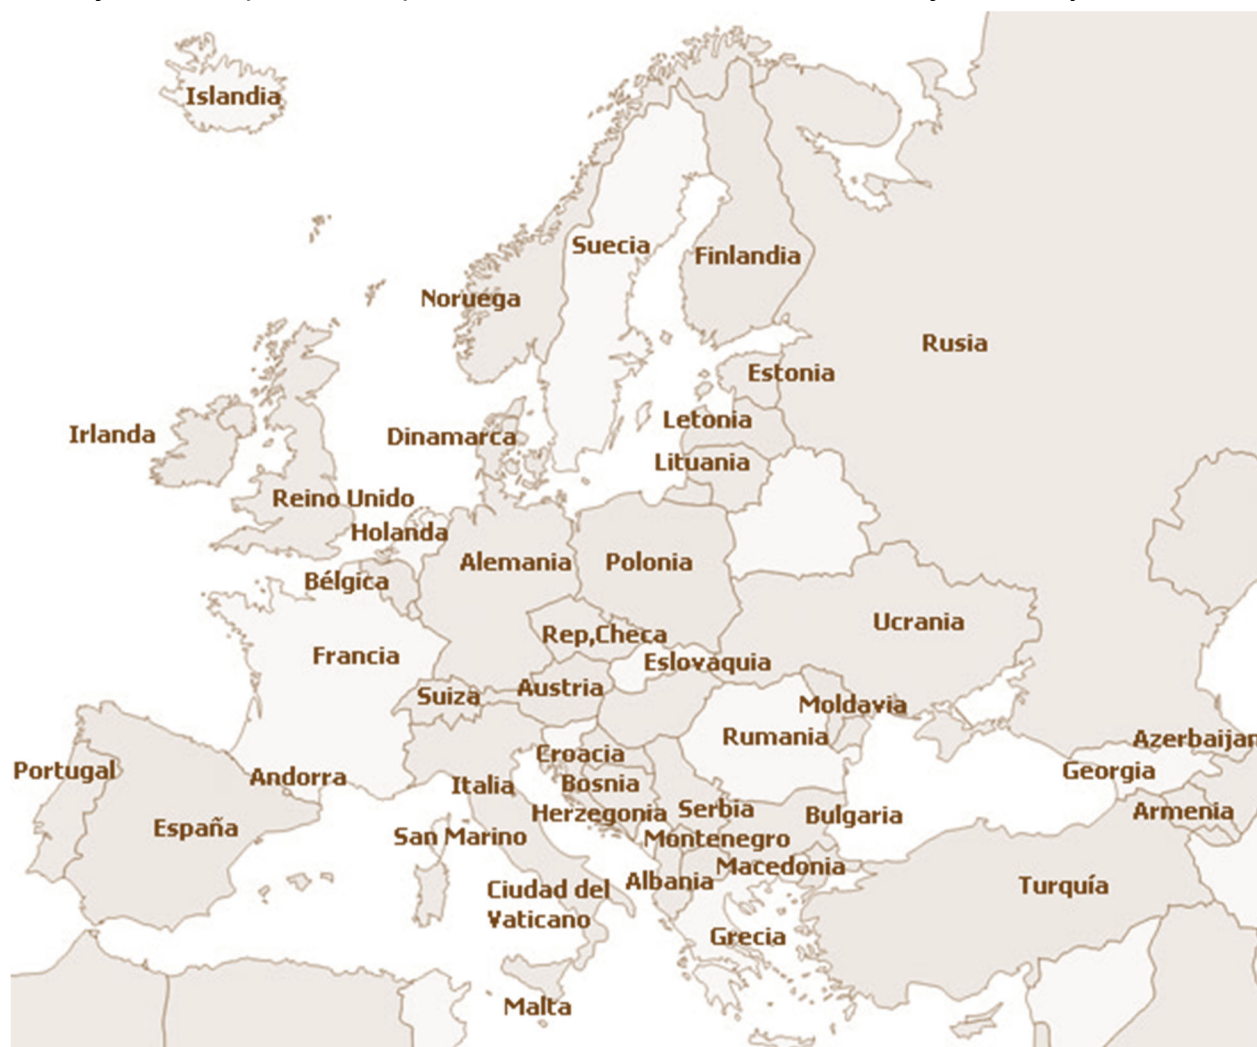 Islandia
Suecia
Finlandia
Noruega
Rusia
Estonia
Letonia
Irlanda
Dinamarca
Lituania
Reino Unido
Holanda
Alemania
Polonia
Bélgica
Ucrania
Rep,Checa
Francia
Eslovaquia
Suiza
Austria
Moldavia
Rumania
Azerbaijan
Croacia
Portugal
Andorra
Georgia
Italia
Bosnia
Herzegonia
Serbia
Bulgaria
Armenia
España
San Marino
Montenegro
Macedonia
Albania
Turquía
Ciudad del
Vaticano
Grecia
Malta